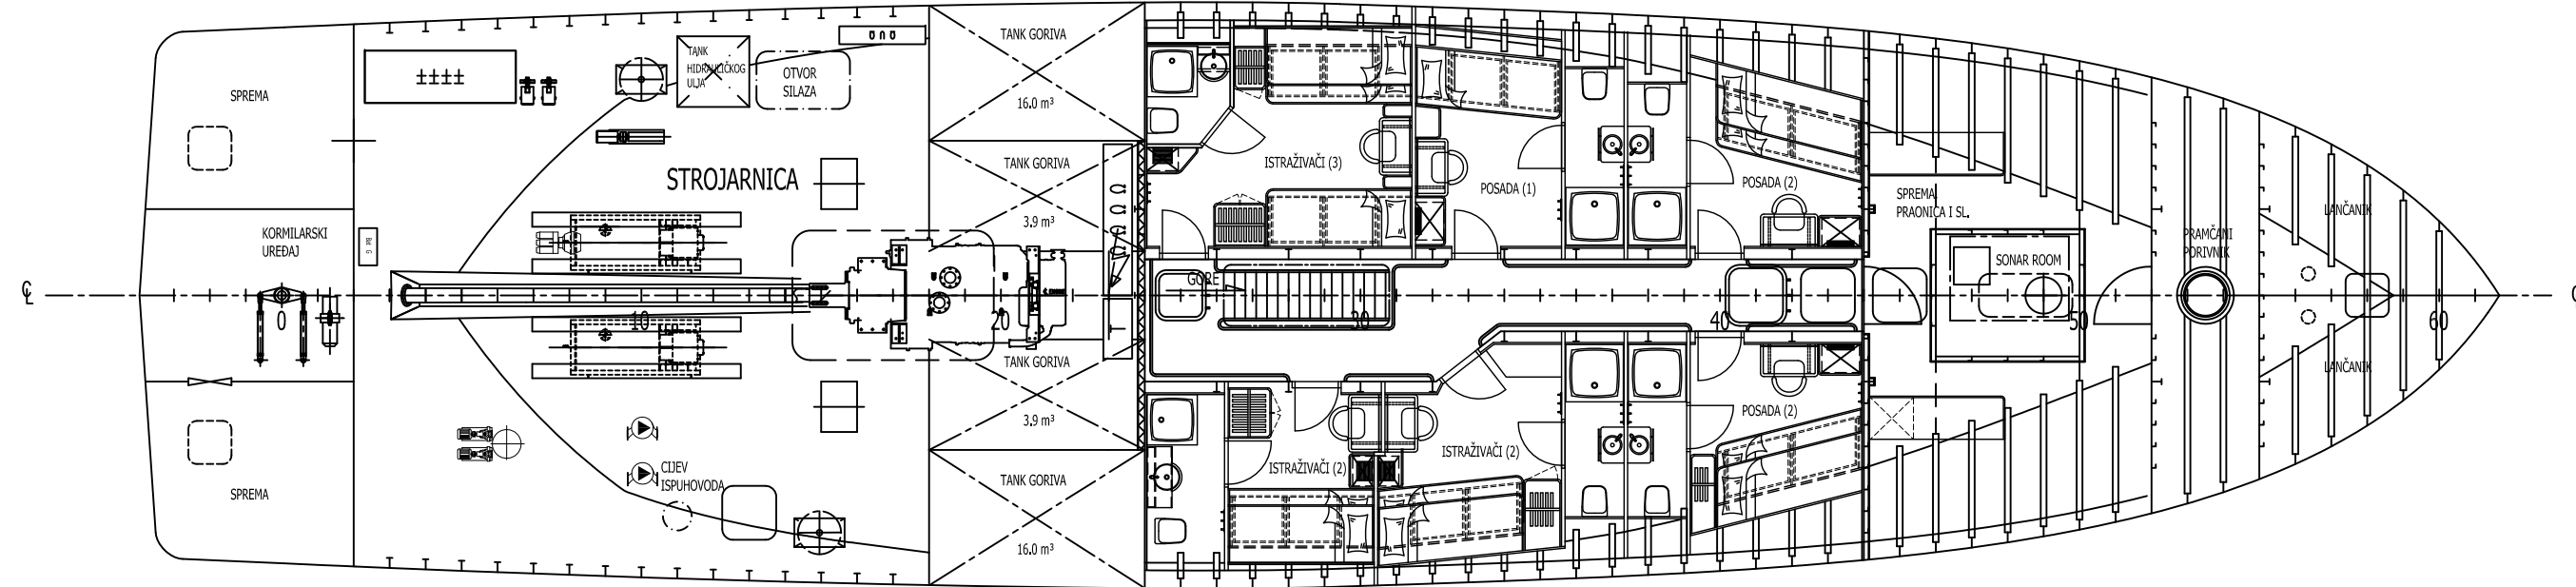 SPREMA
KORMILARSKI
UREĐAJ
SPREMA
0
10
20
30
40
50
60
STROJARNICA
TANK
HIDRAULIČKOG
ULJA
OTVOR
SILAZA
CIJEV
ISPUHOVODA
TANK GORIVA
16.0 m³
TANK GORIVA
3.9 m³
TANK GORIVA
3.9 m³
TANK GORIVA
16.0 m³
ISTRAŽIVAČI (3)
POSADA (1)
POSADA (2)
GORE
ISTRAŽIVAČI (2)
ISTRAŽIVAČI (2)
POSADA (2)
SPREMA,
PRAONICA I SL.
SONAR ROOM
PRAMČANI
PORIVNIK
LANČANIK
LANČANIK